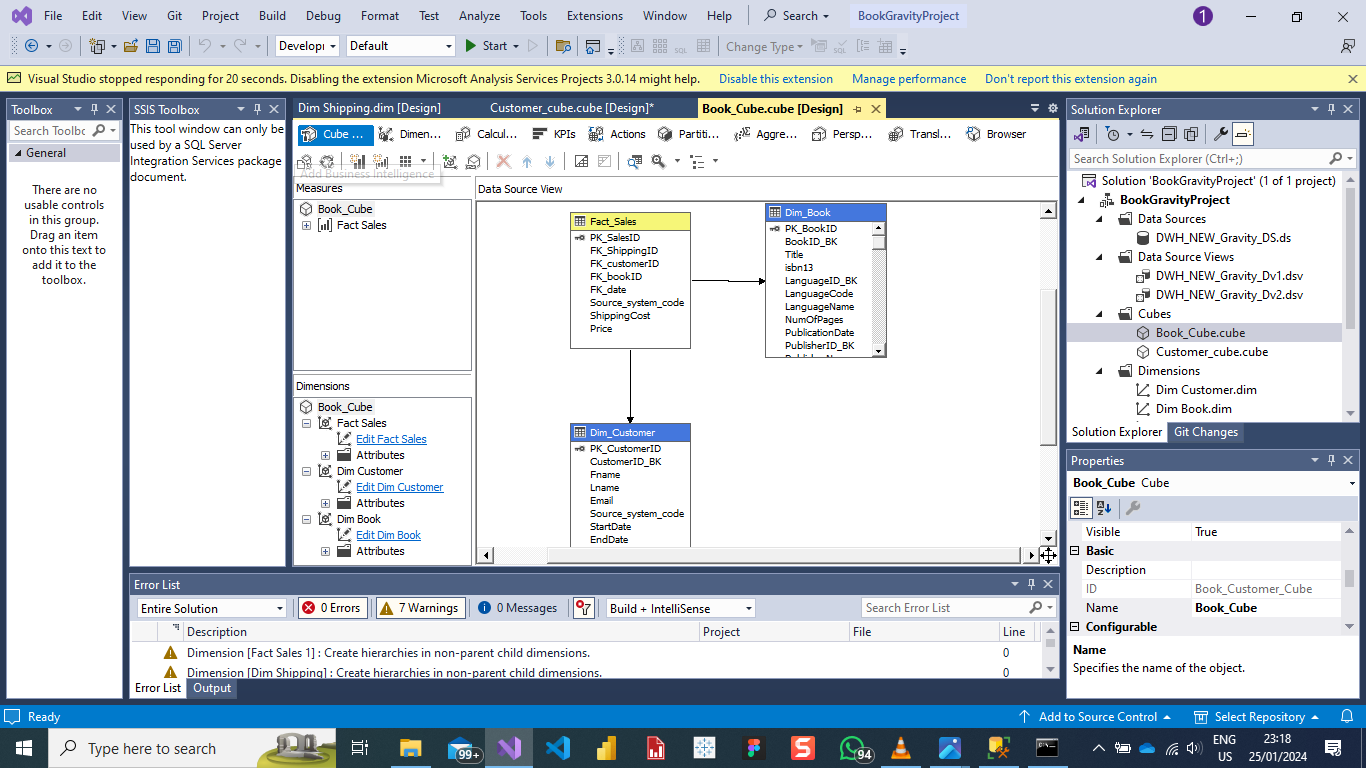 File Edit View Git Project Build Debug Format Test Analyze Tools Extensions Window Help Search BookGravityProject 1
Develop Default Start Change Type SQL SQL
Visual Studio stopped responding for 20 seconds. Disabling the extension Microsoft Analysis Services Projects 3.0.14 might help. Disable this extension Manage performance Don't report this extension again
Toolbox
Search Toolbo
General
There are no
usable controls
in this group.
Drag an item
onto this text to
add it to the
toolbox.
SSIS Toolbox
This tool window can only be
used by a SQL Server
Integration Services package
document.
Dim Shipping.dim [Design] Customer_cube.cube [Design]* Book_Cube.cube [Design]
Cube ... Dimen... Calcul... KPIs Actions Partiti... Aggre... Persp... Transl... Browser
Add Business Intelligence
Measures
Book_Cube
Fact Sales
Dimensions
Book_Cube
Fact Sales
Edit Fact Sales
Attributes
Dim Customer
Edit Dim Customer
Attributes
Dim Book
Edit Dim Book
Attributes
Data Source View
Fact_Sales
PK_SalesID
FK_ShippingID
FK_customerID
FK_bookID
FK_date
Source_system_code
ShippingCost
Price
Dim_Book
PK_BookID
BookID_BK
Title
isbn13
LanguageID_BK
LanguageCode
LanguageName
NumOfPages
PublicationDate
PublisherID_BK
Dim_Customer
PK_CustomerID
CustomerID_BK
Fname
Lname
Email
Source_system_code
StartDate
EndDate
Solution Explorer
Search Solution Explorer (Ctrl+;)
Solution 'BookGravityProject' (1 of 1 project)
BookGravityProject
Data Sources
DWH_NEW_Gravity_DS.ds
Data Source Views
DWH_NEW_Gravity_Dv1.dsv
DWH_NEW_Gravity_Dv2.dsv
Cubes
Book_Cube.cube
Customer_cube.cube
Dimensions
Dim Customer.dim
Dim Book.dim
Solution Explorer Git Changes
Properties
Book_Cube Cube
Visible True
Basic
Description
ID Book_Customer_Cube
Name Book_Cube
Configurable
Name
Specifies the name of the object.
Error List
Entire Solution 0 Errors 7 Warnings 0 Messages Build + IntelliSense Search Error List
Description Project File Line
Dimension [Fact Sales 1] : Create hierarchies in non-parent child dimensions. 0
Dimension [Dim Shipping] : Create hierarchies in non-parent child dimensions. 0
Error List Output
Ready Add to Source Control Select Repository
Type here to search 99+ 94 ENG US 23:18 25/01/2024